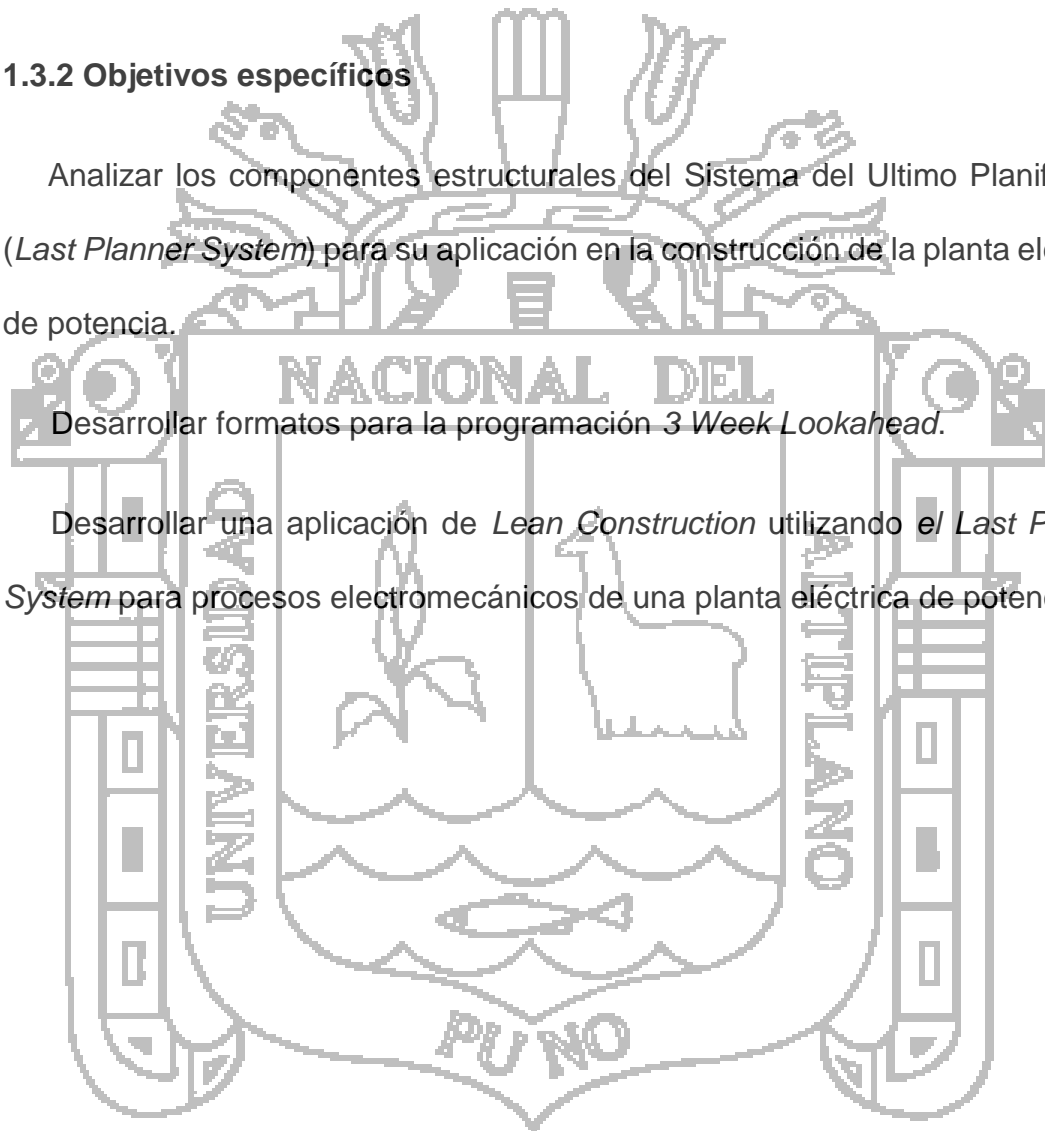 1.3.2 Objetivos específicos
Analizar los componentes estructurales del Sistema del Ultimo
(Last Planner System) para su aplicación en la construcción de la planta
de potencia.
NACIONAL DEL
Desarrollar formatos para la programación 3 Week Lookahead.
Desarrollar una aplicación de Lean Construction utilizando el Last
System para procesos electromecánicos de una planta eléctrica de
UNIVERSIDAD
ALTIPLANO
PUNO